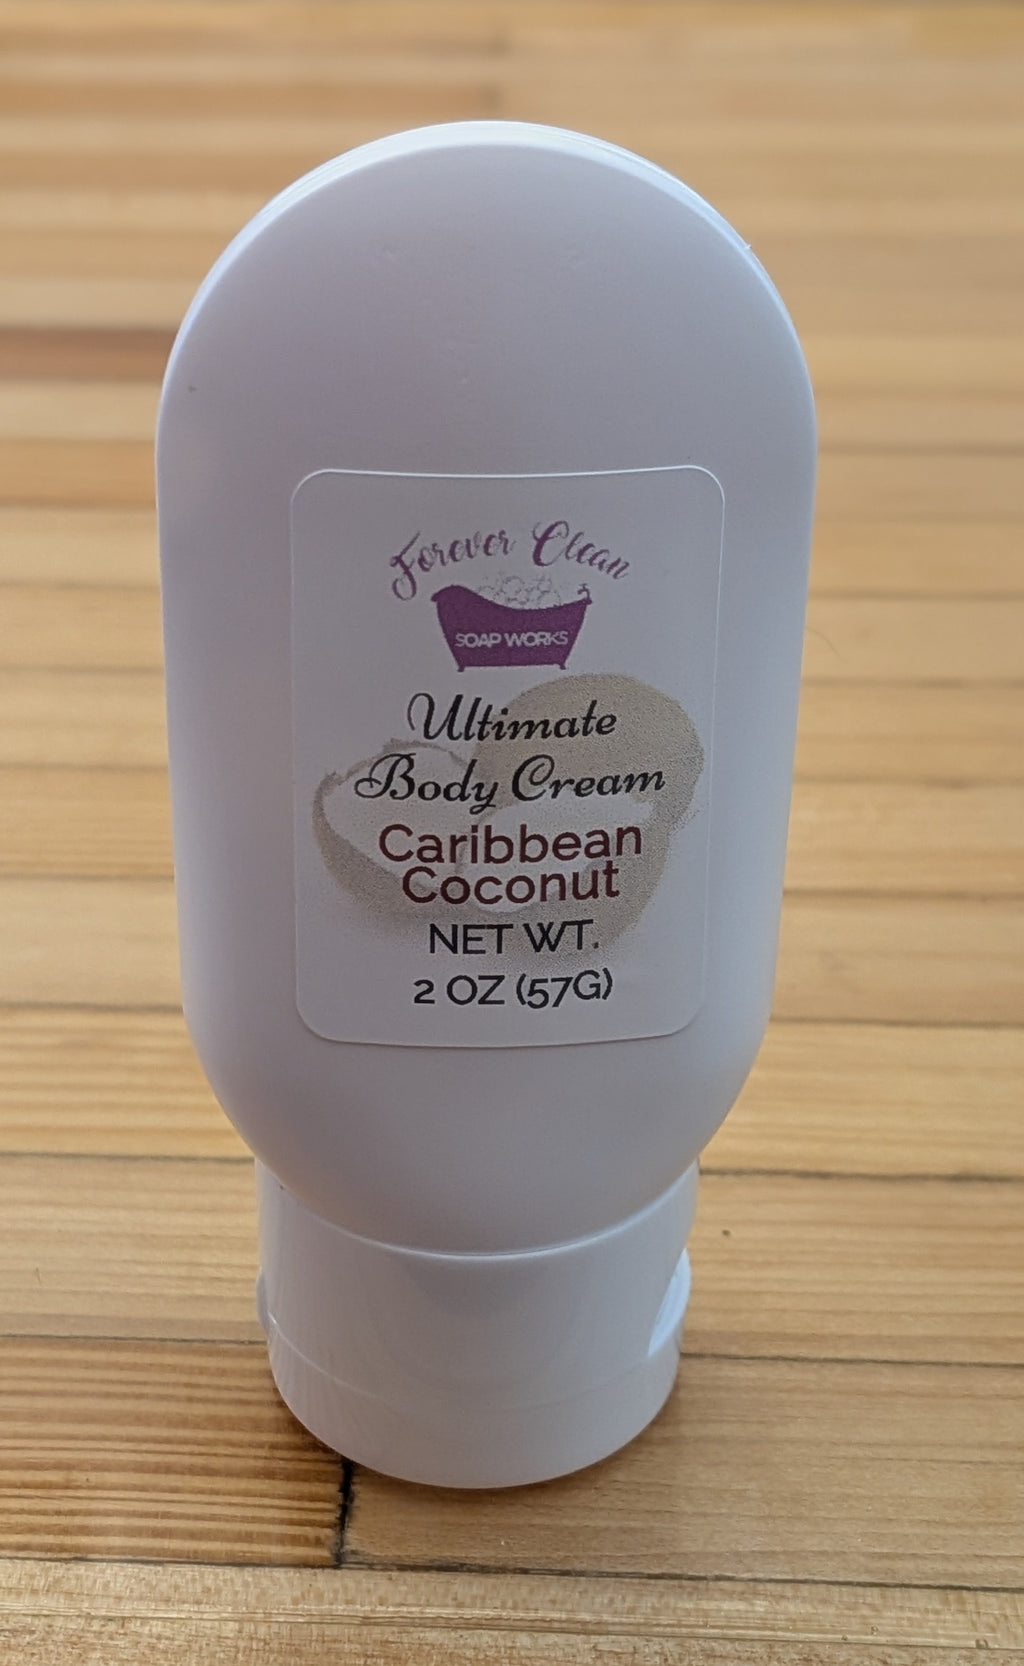 Forever Clean
SOAP WORKS
Ultimate
Body Cream
Caribbean
Coconut
NET WT.
2 OZ (57G)